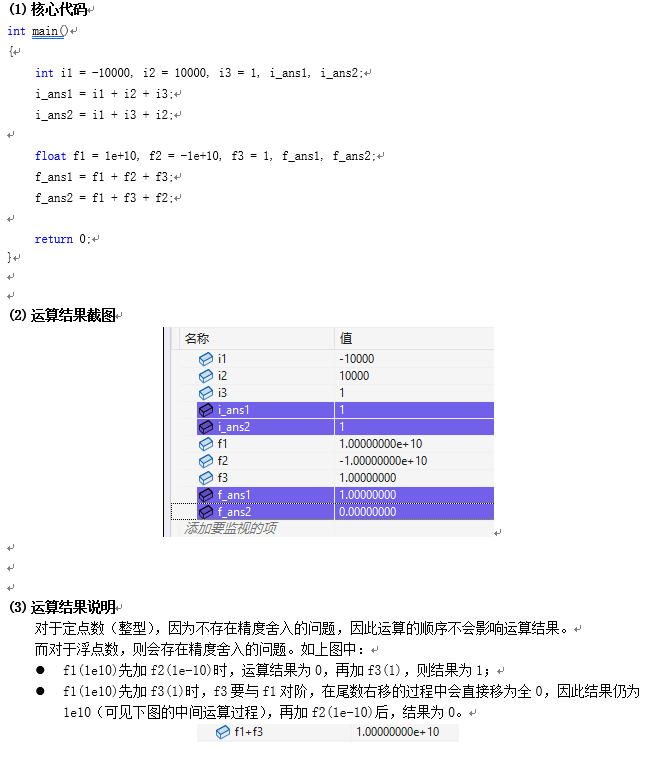 (1) 核心代码
int main()
{
int i1 = -10000, i2 = 10000, i3 = 1, i_ans1, i_ans2;
i_ans1 = i1 + i2 + i3;
i_ans2 = i1 + i3 + i2;
float f1 = 1e+10, f2 = -1e+10, f3 = 1, f_ans1, f_ans2;
f_ans1 = f1 + f2 + f3;
f_ans2 = f1 + f3 + f2;
return 0;
}
(2) 运算结果截图
名称 值
i1 -10000
i2 10000
i3 1
i_ans1 1
i_ans2 1
f1 1.00000000e+10
f2 -1.00000000e+10
f3 1.00000000
f_ans1 1.00000000
f_ans2 0.00000000
添加要监视的项
(3) 运算结果说明
对于定点数（整型），因为不存在精度舍入的问题，因此运算的顺序不会影响运算结果。
而对于浮点数，则会存在精度舍入的问题。如上图中：
● f1(1e10)先加 f2(1e-10)时，运算结果为 0，再加 f3(1)，则结果为 1；
● f1(1e10)先加 f3(1)时，f3 要与 f1 对阶，在尾数右移的过程中会直接移为全 0，因此结果仍为
1e10（可见下图的中间运算过程），再加 f2(1e-10)后，结果为 0。
f1+f3 1.00000000e+10